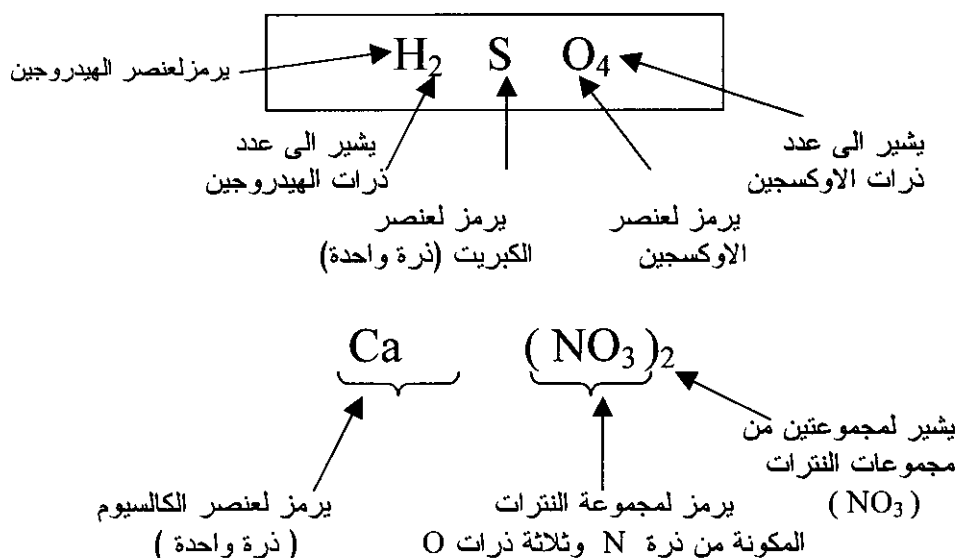 H₂ S O₄
يرمز لعنصر الهيدروجين
يشير الى عدد
ذرات الهيدروجين
يرمز لعنصر
الكبريت (ذرة واحدة)
يرمز لعنصر
الاوكسجين
يشير الى عدد
ذرات الاوكسجين
Ca (NO₃)₂
يرمز لعنصر الكالسيوم
(ذرة واحدة)
يرمز لمجموعة النترات
المكونة من ذرة N وثلاثة ذرات O
يشير لمجموعتين من
مجموعات النترات
(NO₃)